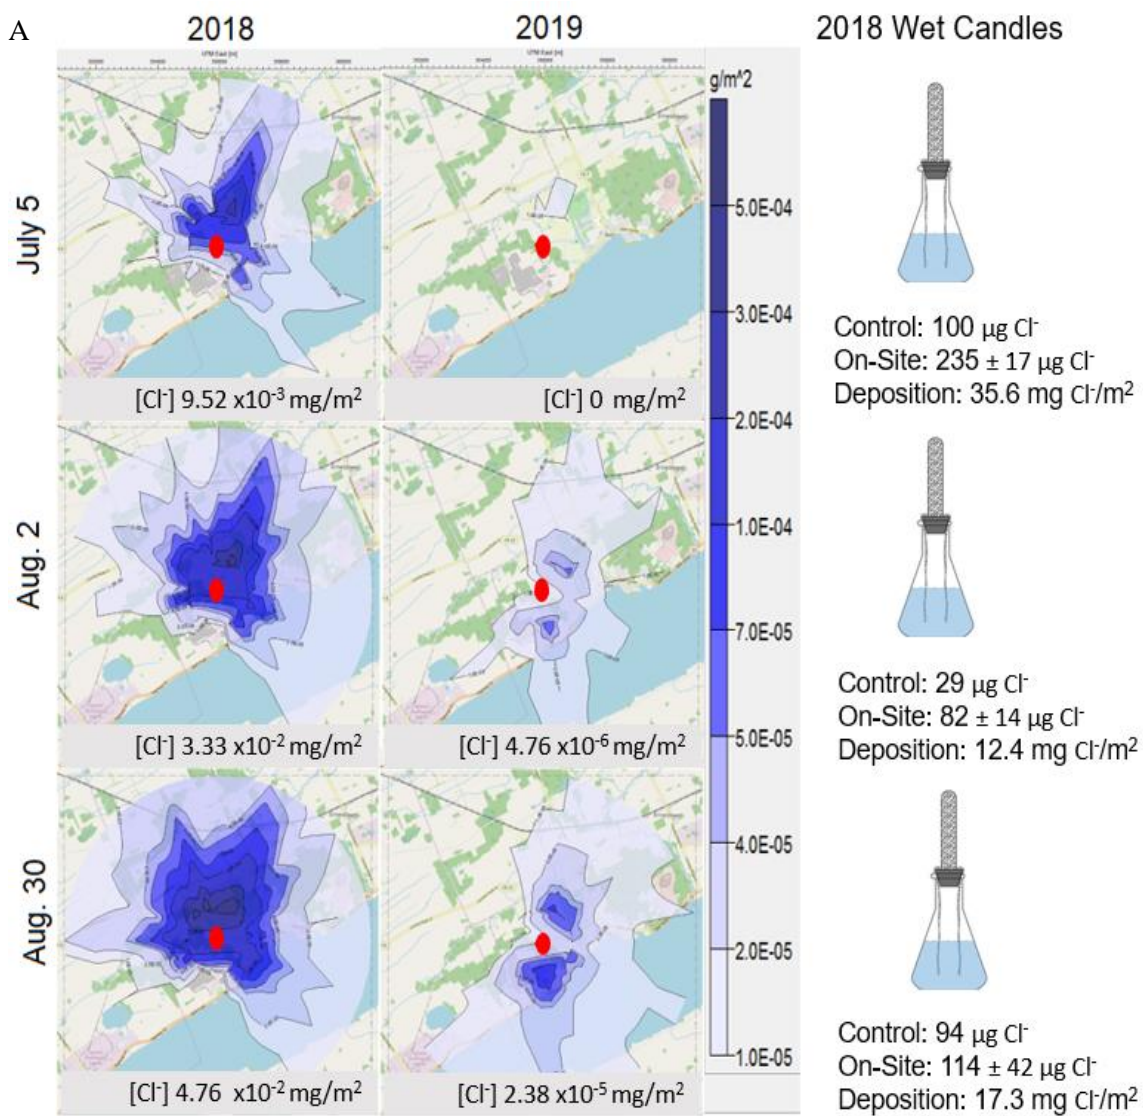 A
2018
2019
2018 Wet Candles
UTM East [m]
UTM East [m]
g/m^2
5.0E-04
3.0E-04
2.0E-04
1.0E-04
7.0E-05
5.0E-05
4.0E-05
2.0E-05
1.0E-05
July 5
[Cl⁻] 9.52 x10⁻³ mg/m²
[Cl⁻] 0 mg/m²
Control: 100 µg Cl⁻
On-Site: 235 ± 17 µg Cl⁻
Deposition: 35.6 mg Cl⁻/m²
Aug. 2
[Cl⁻] 3.33 x10⁻² mg/m²
[Cl⁻] 4.76 x10⁻⁶ mg/m²
Control: 29 µg Cl⁻
On-Site: 82 ± 14 µg Cl⁻
Deposition: 12.4 mg Cl⁻/m²
Aug. 30
[Cl⁻] 4.76 x10⁻² mg/m²
[Cl⁻] 2.38 x10⁻⁵ mg/m²
Control: 94 µg Cl⁻
On-Site: 114 ± 42 µg Cl⁻
Deposition: 17.3 mg Cl⁻/m²